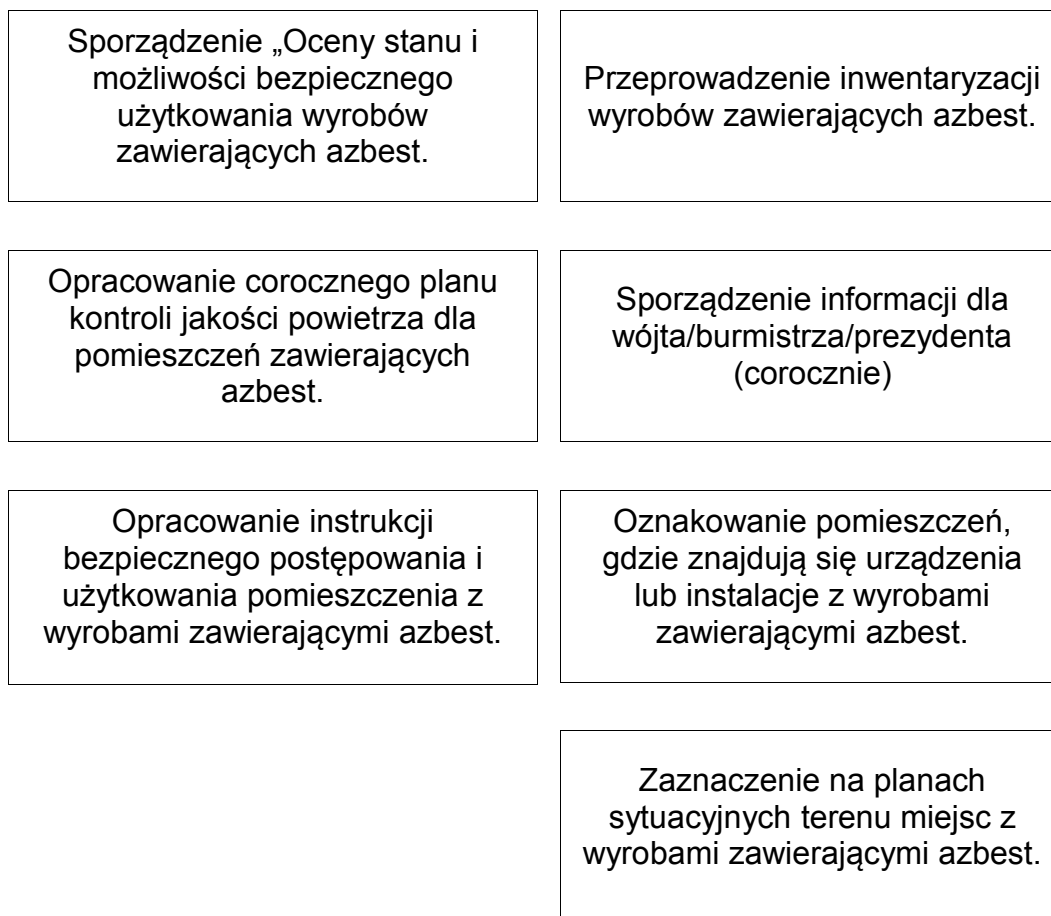 Sporządzenie „Oceny stanu i
możliwości bezpiecznego
użytkowania wyrobów
zawierających azbest.
Przeprowadzenie inwentaryzacji
wyrobów zawierających azbest.
Opracowanie corocznego planu
kontroli jakości powietrza dla
pomieszczeń zawierających
azbest.
Sporządzenie informacji dla
wójta/burmistrza/prezydenta
(corocznie)
Opracowanie instrukcji
bezpiecznego postępowania i
użytkowania pomieszczenia z
wyrobami zawierającymi azbest.
Oznakowanie pomieszczeń,
gdzie znajdują się urządzenia
lub instalacje z wyrobami
zawierającymi azbest.
Zaznaczenie na planach
sytuacyjnych terenu miejsc z
wyrobami zawierającymi azbest.